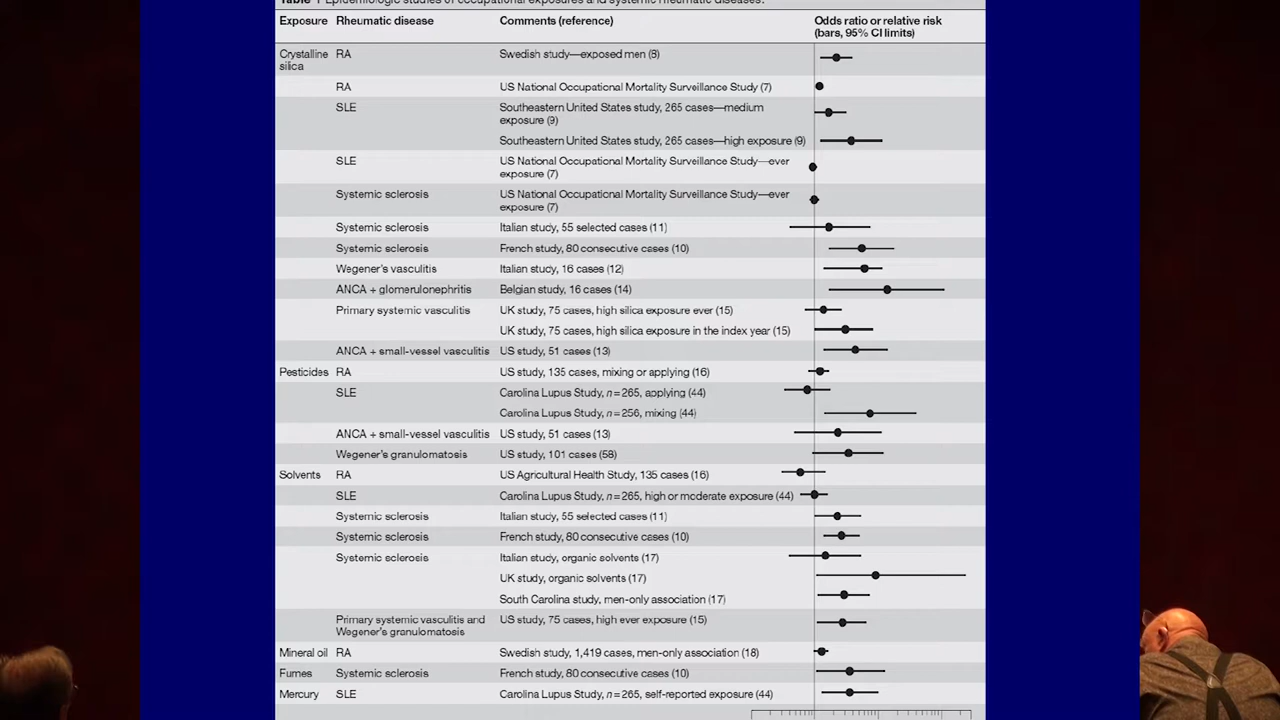 Table 1 Epidemiologic studies of occupational exposures and systemic rheumatic diseases.
Exposure Rheumatic disease Comments (reference) Odds ratio or relative risk
(bars, 95% CI limits)
Crystalline RA Swedish study—exposed men (8)
silica
RA US National Occupational Mortality Surveillance Study (7)
SLE Southeastern United States study, 265 cases—medium
exposure (9)
Southeastern United States study, 265 cases—high exposure (9)
SLE US National Occupational Mortality Surveillance Study—ever
exposure (7)
Systemic sclerosis US National Occupational Mortality Surveillance Study—ever
exposure (7)
Systemic sclerosis Italian study, 55 selected cases (11)
Systemic sclerosis French study, 80 consecutive cases (10)
Wegener's vasculitis Italian study, 16 cases (12)
ANCA + glomerulonephritis Belgian study, 16 cases (14)
Primary systemic vasculitis UK study, 75 cases, high silica exposure ever (15)
UK study, 75 cases, high silica exposure in the index year (15)
ANCA + small-vessel vasculitis US study, 51 cases (13)
Pesticides RA US study, 135 cases, mixing or applying (16)
SLE Carolina Lupus Study, n=265, applying (44)
Carolina Lupus Study, n=256, mixing (44)
ANCA + small-vessel vasculitis US study, 51 cases (13)
Wegener's granulomatosis US study, 101 cases (58)
Solvents RA US Agricultural Health Study, 135 cases (16)
SLE Carolina Lupus Study, n=265, high or moderate exposure (44)
Systemic sclerosis Italian study, 55 selected cases (11)
Systemic sclerosis French study, 80 consecutive cases (10)
Systemic sclerosis Italian study, organic solvents (17)
UK study, organic solvents (17)
South Carolina study, men-only association (17)
Primary systemic vasculitis and US study, 75 cases, high ever exposure (15)
Wegener's granulomatosis
Mineral oil RA Swedish study, 1,419 cases, men-only association (18)
Fumes Systemic sclerosis French study, 80 consecutive cases (10)
Mercury SLE Carolina Lupus Study, n=265, self-reported exposure (44)